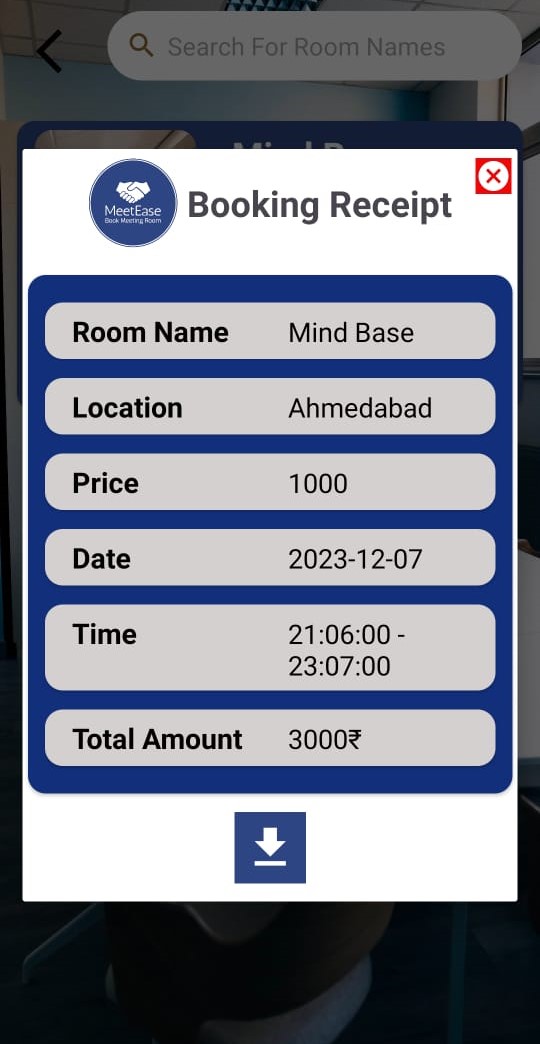 Search For Room Names
MeetEase
Book Meeting Room
Booking Receipt
Room Name Mind Base
Location Ahmedabad
Price 1000
Date 2023-12-07
Time 21:06:00 -
23:07:00
Total Amount 3000₹